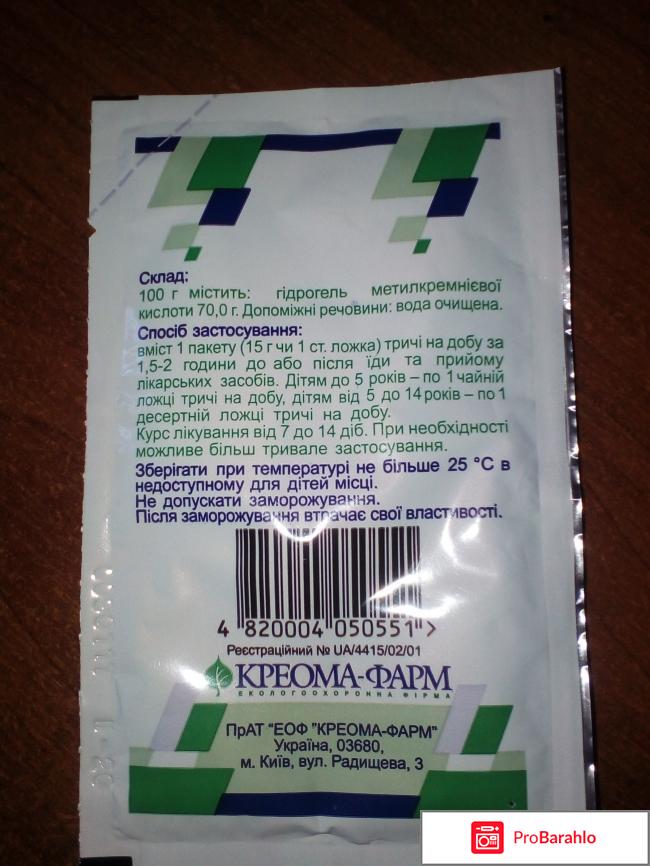 Склад:
100 г містить: гідрогель метилкремнієвої
кислоти 70,0 г. Допоміжні речовини: вода очищена.
Спосіб застосування:
вміст 1 пакету (15 г чи 1 ст. ложка) тричі на добу за
1,5-2 години до або після їди та прийому
лікарських засобів. Дітям до 5 років – по 1 чайній
ложці тричі на добу, дітям від 5 до 14 років – по 1
десертній ложці тричі на добу.
Курс лікування від 7 до 14 діб. При необхідності
можливе більш тривале застосування.
Зберігати при температурі не більше 25 °С в
недоступному для дітей місці.
Не допускати заморожування.
Після заморожування втрачає свої властивості.
4 820004 050551 >
Реєстраційний № UA/4415/02/01
КРЕОМА-ФАРМ
ЕКОЛОГООХОРОННА ФІРМА
ПрАТ "ЕОФ "КРЕОМА-ФАРМ"
Україна, 03680,
м. Київ, вул. Радищева, 3
ProBarahlo